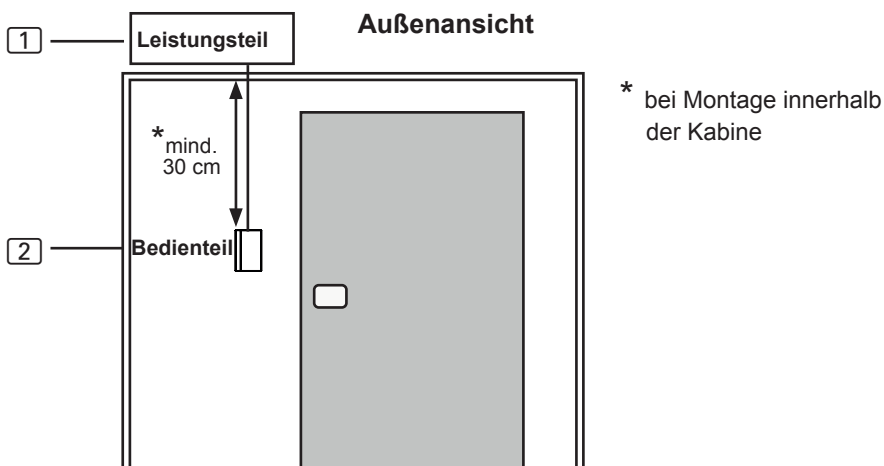 Außenansicht
1
Leistungsteil
* bei Montage innerhalb
der Kabine
* mind.
30 cm
2
Bedienteil